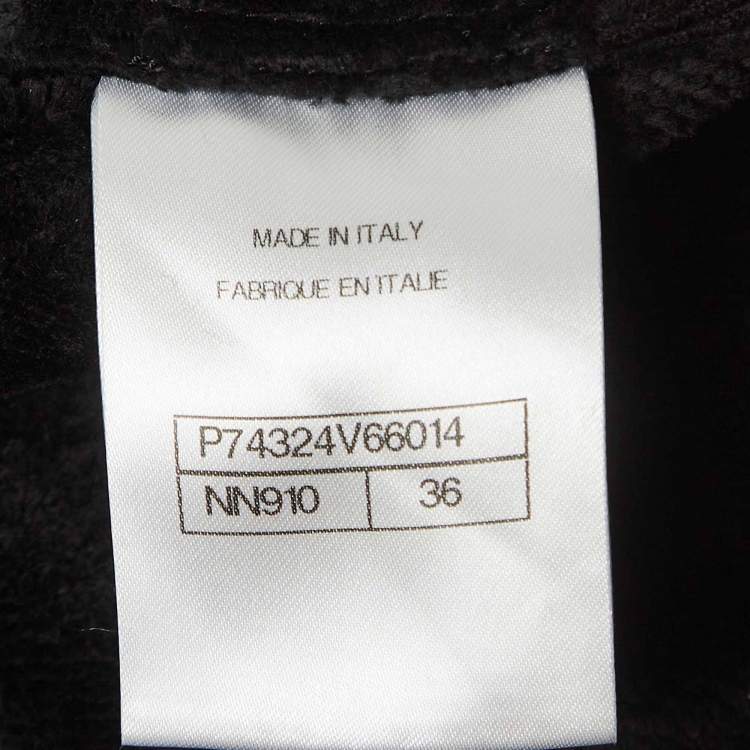 MADE IN ITALY
FABRIQUE EN ITALIE
P74324V66014
NN910 36